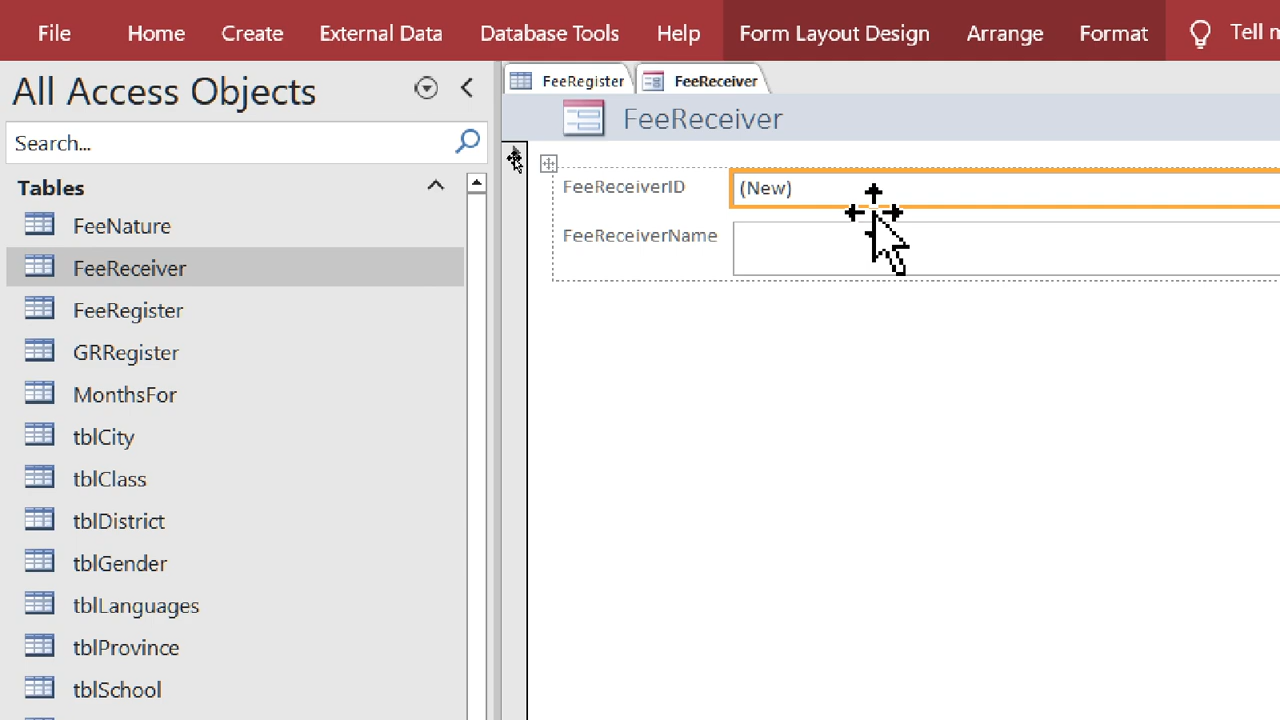 File Home Create External Data Database Tools Help Form Layout Design Arrange Format Tell
All Access Objects
Search...
Tables
FeeNature
FeeReceiver
FeeRegister
GRRegister
MonthsFor
tblCity
tblClass
tblDistrict
tblGender
tblLanguages
tblProvince
tblSchool
FeeRegister FeeReceiver
FeeReceiver
FeeReceiverID (New)
FeeReceiverName